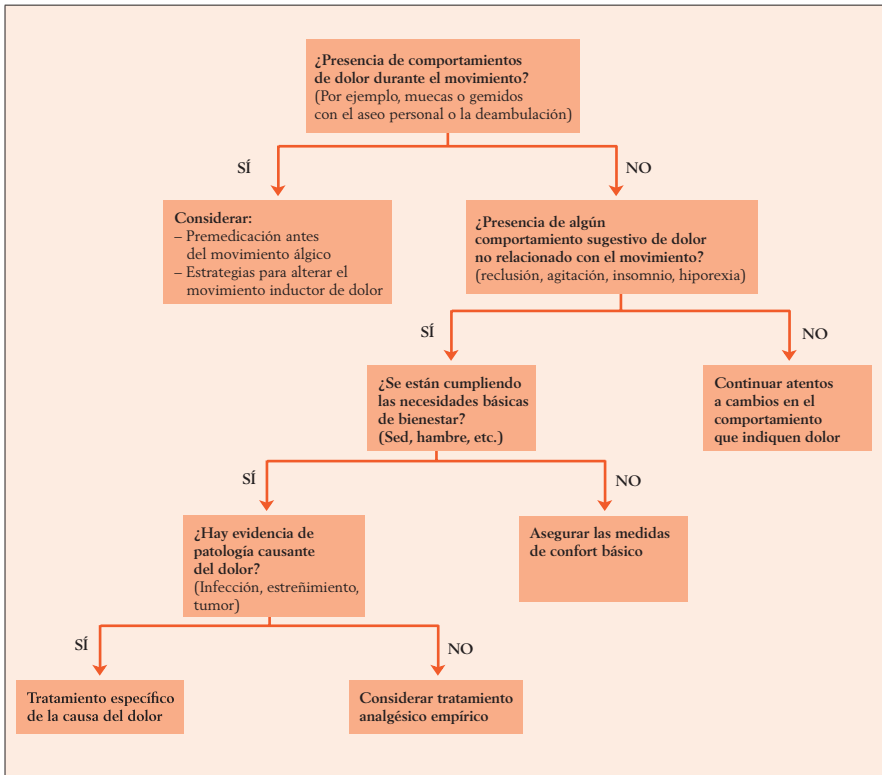 ¿Presencia de comportamientos
de dolor durante el movimiento?
(Por ejemplo, muecas o gemidos
con el aseo personal o la deambulación)
SÍ
NO
Considerar:
– Premedicación antes
del movimiento álgico
– Estrategias para alterar el
movimiento inductor de dolor
¿Presencia de algún
comportamiento sugestivo de dolor
no relacionado con el movimiento?
(reclusión, agitación, insomnio, hiporexia)
SÍ
NO
¿Se están cumpliendo
las necesidades básicas
de bienestar?
(Sed, hambre, etc.)
Continuar atentos
a cambios en el
comportamiento
que indiquen dolor
SÍ
NO
¿Hay evidencia de
patología causante
del dolor?
(Infección, estreñimiento,
tumor)
Asegurar las medidas
de confort básico
SÍ
NO
Tratamiento específico
de la causa del dolor
Considerar tratamiento
analgésico empírico